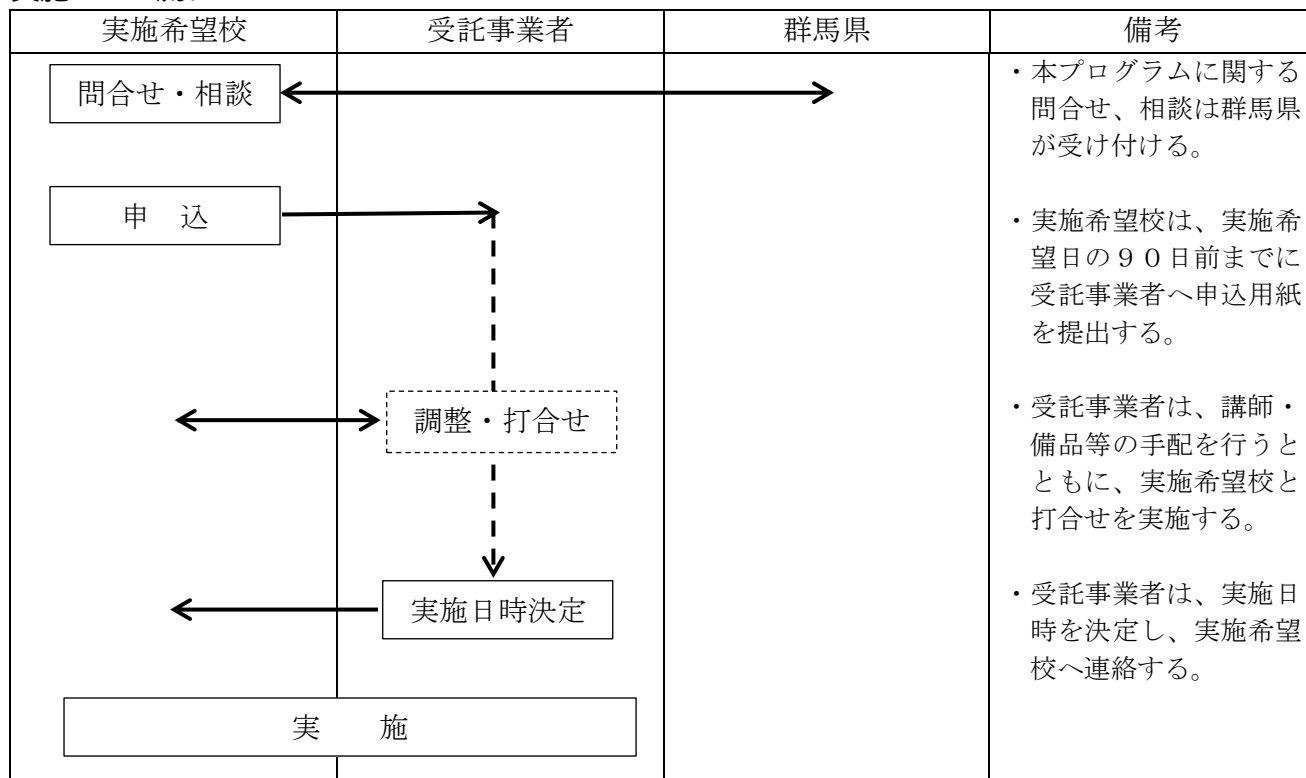 実施希望校 受託事業者 群馬県 備考
問合せ・相談
・本プログラムに関する
問合せ、相談は群馬県
が受け付ける。
申 込
・実施希望校は、実施希
望日の90日前までに
受託事業者へ申込用紙
を提出する。
調整・打合せ
・受託事業者は、講師・
備品等の手配を行うと
ともに、実施希望校と
打合せを実施する。
実施日時決定
・受託事業者は、実施日
時を決定し、実施希望
校へ連絡する。
実 施